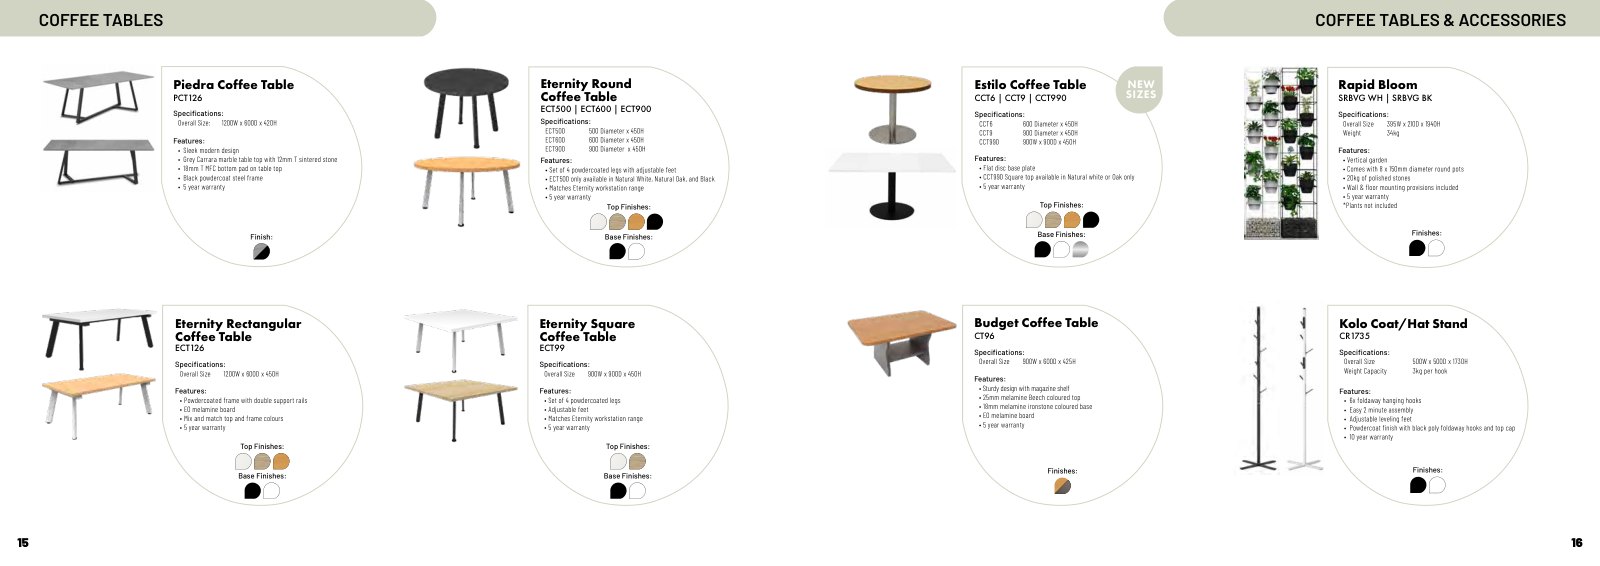 COFFEE TABLES
COFFEE TABLES & ACCESSORIES
Piedra Coffee Table
PCT126
Specifications:
Overall Size: 1200W x 600D x 420H
Features:
• Sleek modern design
• Grey Carrara marble table top with 12mm T sintered stone
• 18mm T MFC bottom pad on table top
• Black powdercoat steel frame
• 5 year warranty
Finish:
Eternity Round
Coffee Table
ECT500 | ECT600 | ECT900
Specifications:
ECT500 500 Diameter x 450H
ECT600 600 Diameter x 450H
ECT900 900 Diameter x 450H
Features:
• Set of 4 powdercoated legs with adjustable feet
• ECT500 only available in Natural White, Natural Oak, and Black
• Matches Eternity workstation range
• 5 year warranty
Top Finishes:
Base Finishes:
Estilo Coffee Table
CCT6 | CCT9 | CCT990
NEW
SIZES
Specifications:
CCT6 600 Diameter x 450H
CCT9 900 Diameter x 450H
CCT990 900W x 900D x 450H
Features:
• Flat disc base plate
• CCT990 Square top available in Natural white or Oak only
• 5 year warranty
Top Finishes:
Base Finishes:
Rapid Bloom
SRBVG WH | SRBVG BK
Specifications:
Overall Size 395W x 210D x 1940H
Weight 34kg
Features:
• Vertical garden
• Comes with 8 x 150mm diameter round pots
• 20kg of polished stones
• Wall & floor mounting provisions included
• 5 year warranty
*Plants not included
Finishes:
Eternity Rectangular
Coffee Table
ECT126
Specifications:
Overall Size 1200W x 600D x 450H
Features:
• Powdercoated frame with double support rails
• E0 melamine board
• Mix and match top and frame colours
• 5 year warranty
Top Finishes:
Base Finishes:
Eternity Square
Coffee Table
ECT99
Specifications:
Overall Size 900W x 900D x 450H
Features:
• Set of 4 powdercoated legs
• Adjustable feet
• Matches Eternity workstation range
• 5 year warranty
Top Finishes:
Base Finishes:
Budget Coffee Table
CT96
Specifications:
Overall Size 900W x 600D x 425H
Features:
• Sturdy design with magazine shelf
• 25mm melamine Beech coloured top
• 18mm melamine ironstone coloured base
• E0 melamine board
• 5 year warranty
Finishes:
Kolo Coat/Hat Stand
CR1735
Specifications:
Overall Size 500W x 500D x 1730H
Weight Capacity 3kg per hook
Features:
• 6x foldaway hanging hooks
• Easy 2 minute assembly
• Adjustable leveling feet
• Powdercoat finish with black poly foldaway hooks and top cap
• 10 year warranty
Finishes:
15
16